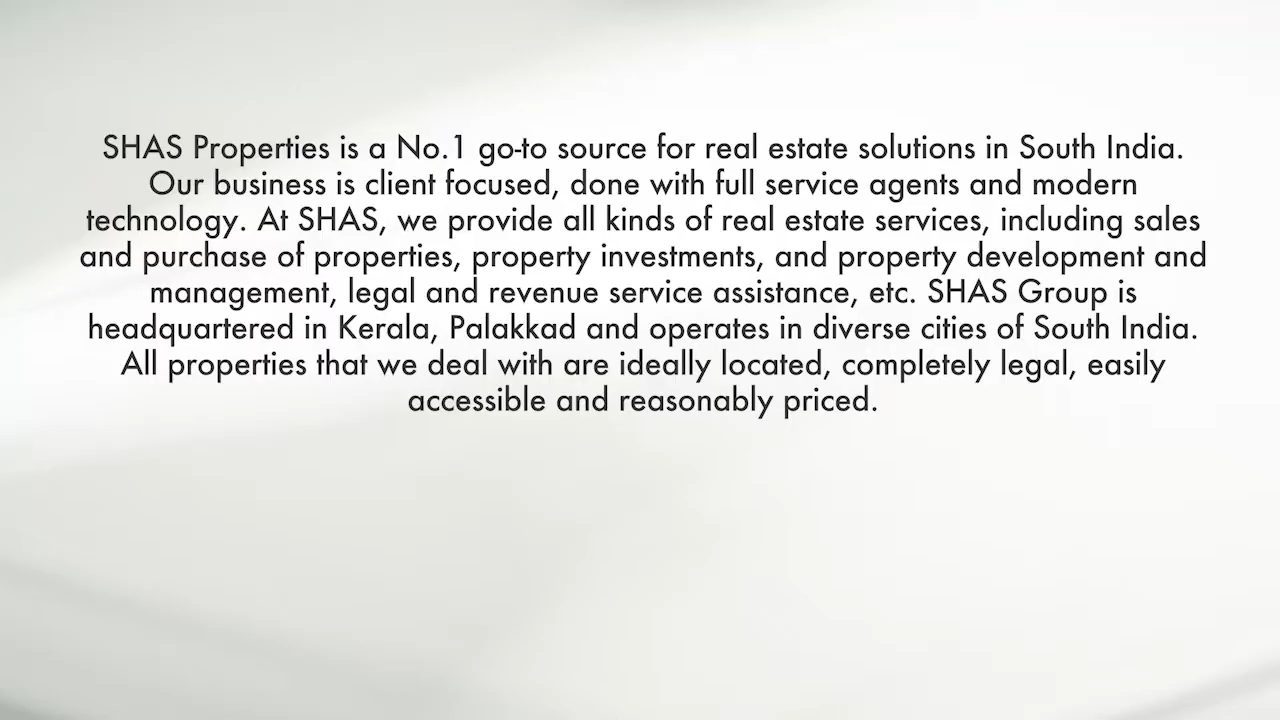 SHAS Properties is a No.1 go-to source for real estate solutions in South India.
Our business is client focused, done with full service agents and modern
technology. At SHAS, we provide all kinds of real estate services, including sales
and purchase of properties, property investments, and property development and
management, legal and revenue service assistance, etc. SHAS Group is
headquartered in Kerala, Palakkad and operates in diverse cities of South India.
All properties that we deal with are ideally located, completely legal, easily
accessible and reasonably priced.